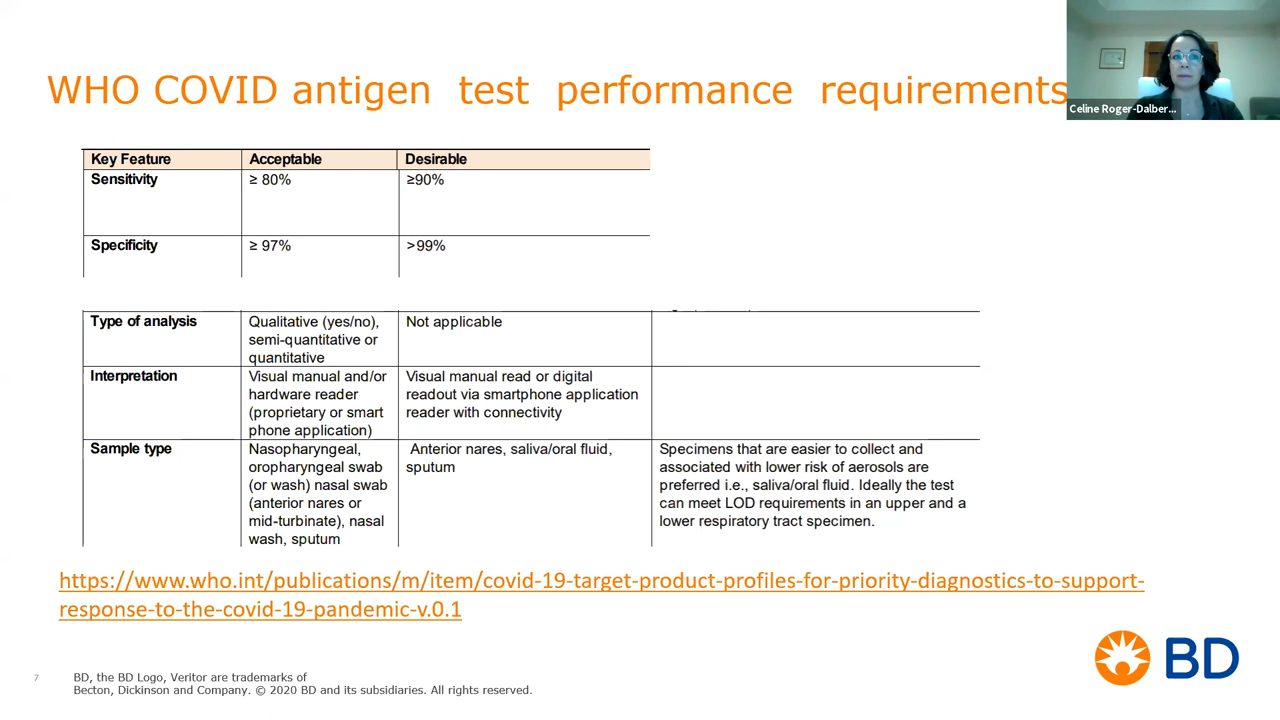 WHO COVID antigen test performance requirements
Celine Roger-Dalber...
Key Feature Acceptable Desirable
Sensitivity ≥ 80% ≥90%
Specificity ≥ 97% >99%
Type of analysis Qualitative (yes/no), Not applicable
semi-quantitative or
quantitative
Interpretation Visual manual and/or Visual manual read or digital
hardware reader readout via smartphone application
(proprietary or smart reader with connectivity
phone application)
Sample type Nasopharyngeal, Anterior nares, saliva/oral fluid, Specimens that are easier to collect and
oropharyngeal swab sputum associated with lower risk of aerosols are
(or wash) nasal swab preferred i.e., saliva/oral fluid. Ideally the test
(anterior nares or can meet LOD requirements in an upper and a
mid-turbinate), nasal lower respiratory tract specimen.
wash, sputum
https://www.who.int/publications/m/item/covid-19-target-product-profiles-for-priority-diagnostics-to-support-
response-to-the-covid-19-pandemic-v.0.1
BD
7 BD, the BD Logo, Veritor are trademarks of
Becton, Dickinson and Company. © 2020 BD and its subsidiaries. All rights reserved.